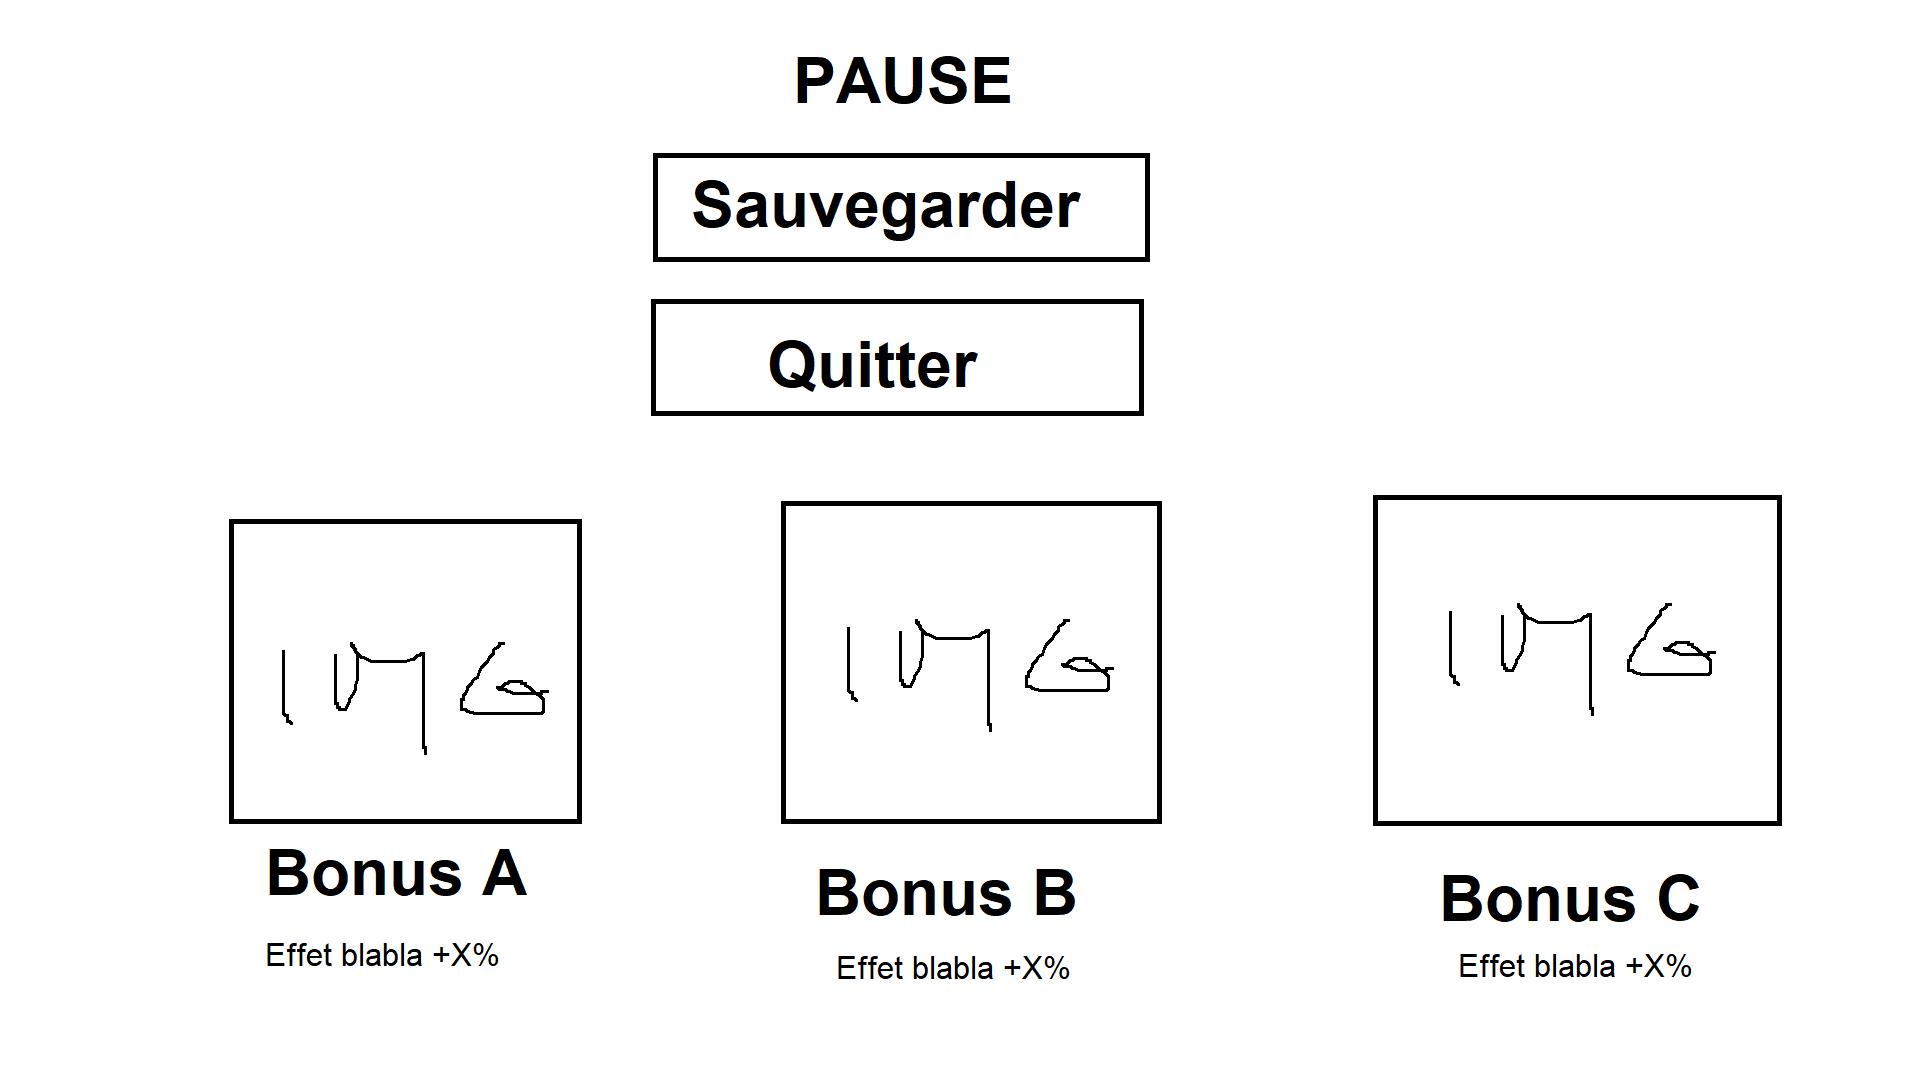 PAUSE
Sauvegarder
Quitter
IMG
IMG
IMG
Bonus A
Bonus B
Bonus C
Effet blabla +X%
Effet blabla +X%
Effet blabla +X%